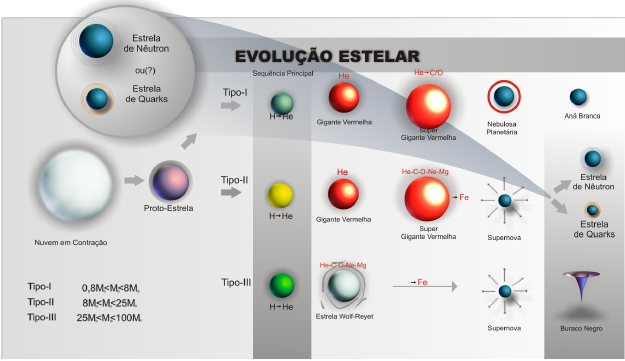 Estrela
de Nêutron
ou(?)
Estrela
de Quarks
EVOLUÇÃO ESTELAR
Sequência Principal
Tipo-I
H→He
He
Gigante Vermelha
He→C/O
Super
Gigante Vermelha
Nebulosa
Planetária
Anã Branca
Nuvem em Contração
Proto-Estrela
Tipo-II
H→He
He
Gigante Vermelha
He-C-O-Ne-Mg
→Fe
Super
Gigante Vermelha
Supernova
Estrela
de Nêutron
Estrela
de Quarks
Tipo-III
H→He
He-C-O-Ne-Mg
Estrela Wolf-Reyet
→Fe
Supernova
Buraco Negro
Tipo-I 0,8M<M<8M
Tipo-II 8M<M<25M
Tipo-III 25M<M<100M